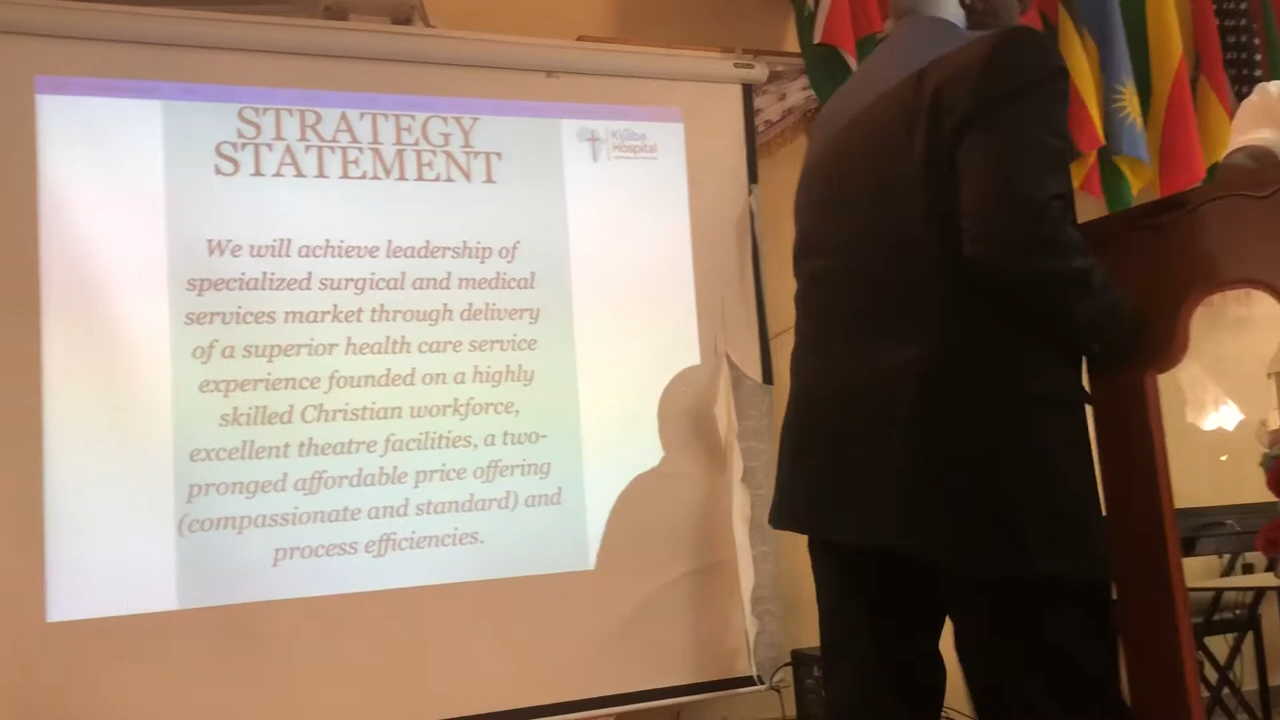 STRATEGY
STATEMENT
Kijabe
Hospital
We will achieve leadership of
specialized surgical and medical
services market through delivery
of a superior health care service
experience founded on a highly
skilled Christian workforce,
excellent theatre facilities, a two-
pronged affordable price offering
(compassionate and standard) and
process efficiencies.